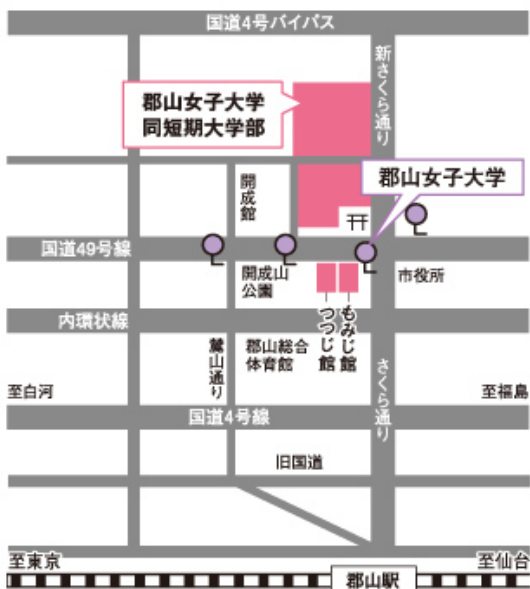 国道4号バイパス
新さくら通り
郡山女子大学
同短期大学部
郡山女子大学
開成館
国道49号線
開成山
公園
市役所
内環状線
つつじ館
もみじ館
麓山通り
郡山総合
体育館
さくら通り
至白河
至福島
国道4号線
旧国道
至東京
至仙台
郡山駅